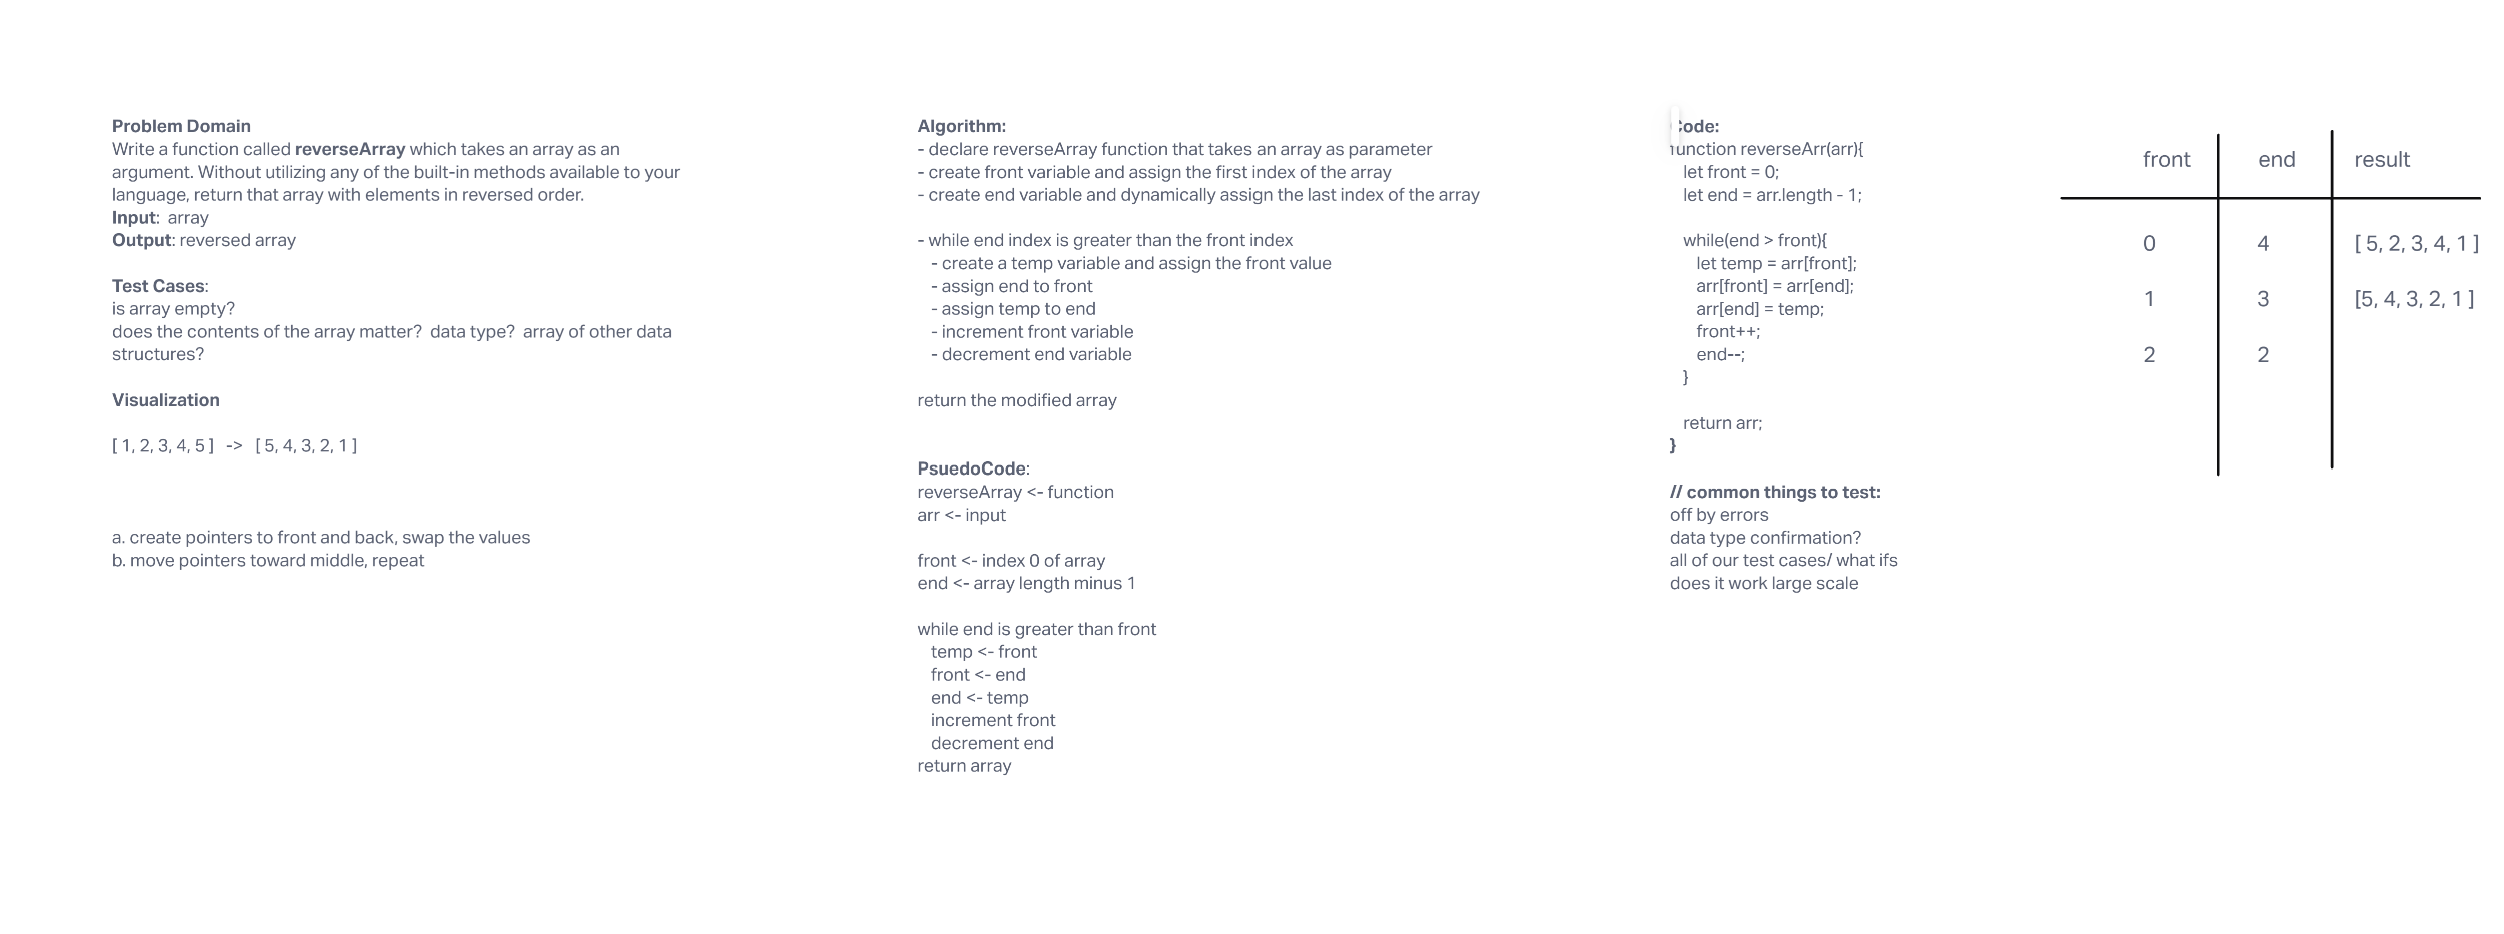 Problem Domain
Write a function called reverseArray which takes an array as an
argument. Without utilizing any of the built-in methods available to your
language, return that array with elements in reversed order.
Input:  array
Output: reversed array
Test Cases:
is array empty?
does the contents of the array matter?  data type?  array of other data
structures?
Visualization
[ 1, 2, 3, 4, 5 ]   ->   [ 5, 4, 3, 2, 1 ]
a. create pointers to front and back, swap the values
b. move pointers toward middle, repeat
Algorithm:
- declare reverseArray function that takes an array as parameter
- create front variable and assign the first index of the array
- create end variable and dynamically assign the last index of the array
- while end index is greater than the front index
   - create a temp variable and assign the front value
   - assign end to front
   - assign temp to end
   - increment front variable
   - decrement end variable
return the modified array
PsuedoCode:
reverseArray <- function
arr <- input
front <- index 0 of array
end <- array length minus 1
while end is greater than front
   temp <- front
   front <- end
   end <- temp
   increment front
   decrement end
return array
Code:
function reverseArr(arr){
   let front = 0;
   let end = arr.length - 1;
   while(end > front){
      let temp = arr[front];
      arr[front] = arr[end];
      arr[end] = temp;
      front++;
      end--;
   }
   return arr;
}
// common things to test:
off by errors
data type confirmation?
all of our test cases/ what ifs
does it work large scale
front end result
0 4 [ 5, 2, 3, 4, 1 ]
1 3 [5, 4, 3, 2, 1 ]
2 2